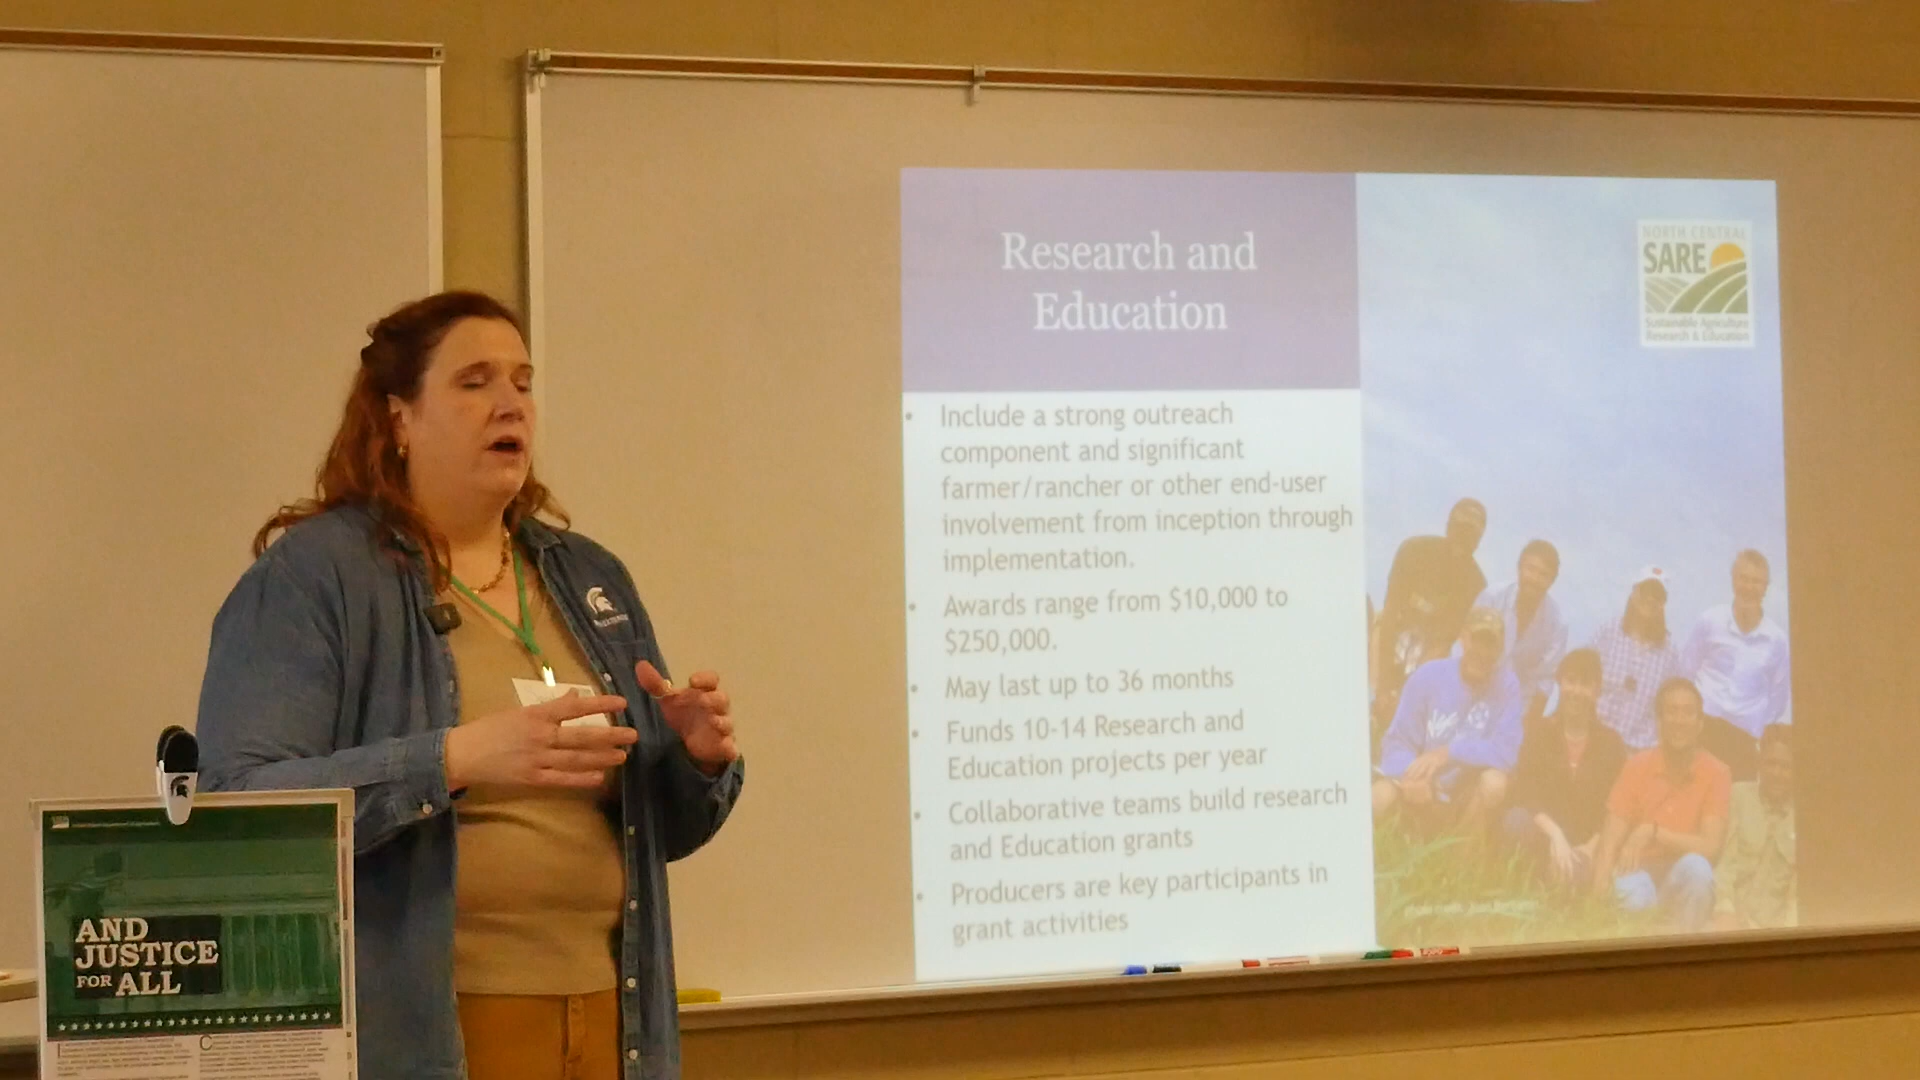 Research and
Education
NORTH CENTRAL
SARE
Sustainable Agriculture
Research & Education
• Include a strong outreach
component and significant
farmer/rancher or other end-user
involvement from inception through
implementation.
• Awards range from $10,000 to
$250,000.
• May last up to 36 months
• Funds 10-14 Research and
Education projects per year
• Collaborative teams build research
and Education grants
• Producers are key participants in
grant activities
AND
JUSTICE
FOR ALL